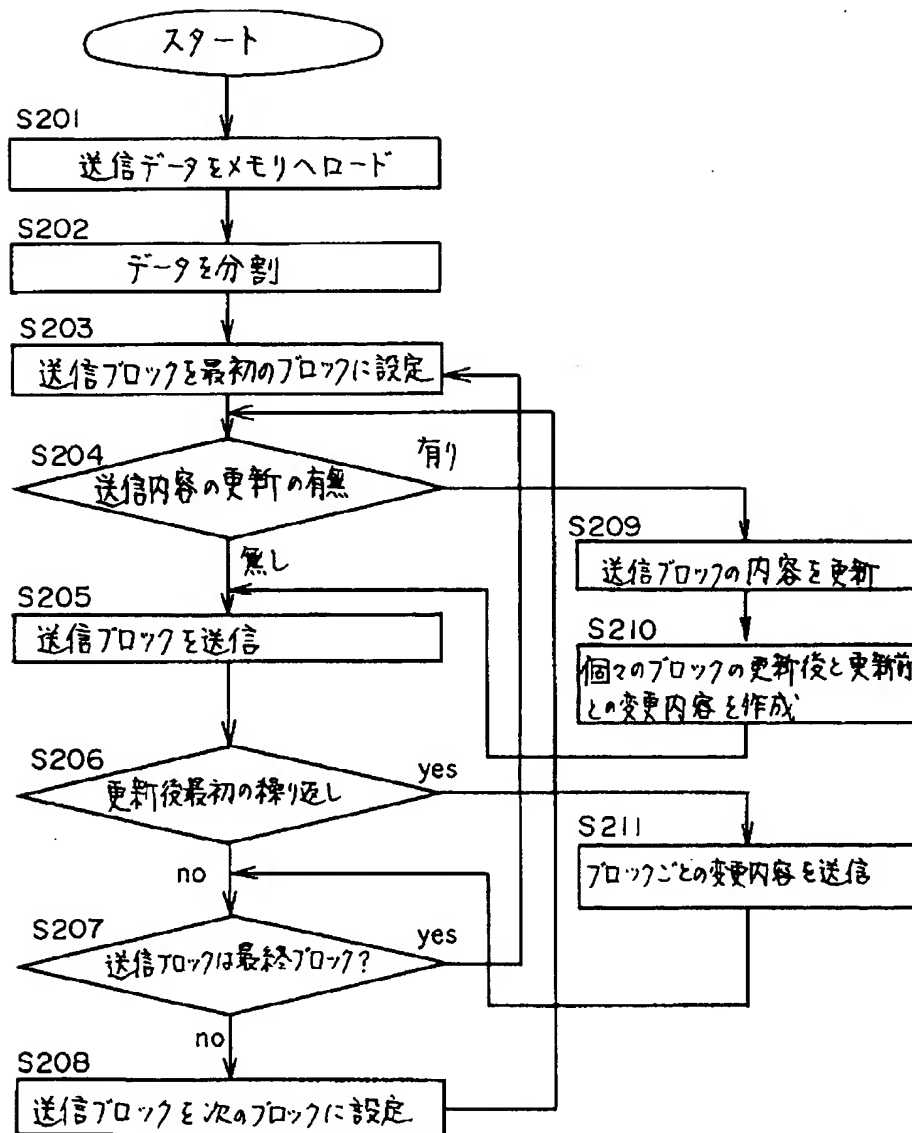 スタート
S201
送信データをメモリへロード
S202
データを分割
S203
送信ブロックを最初のブロックに設定
S204
送信内容の更新の有無
有り
無し
S209
送信ブロックの内容を更新
S205
送信ブロックを送信
S210
個々のブロックの更新後と更新前
との変更内容を作成
S206
更新後最初の繰り返し
yes
no
S211
ブロックごとの変更内容を送信
S207
送信ブロックは最終ブロック?
yes
no
S208
送信ブロックを次のブロックに設定